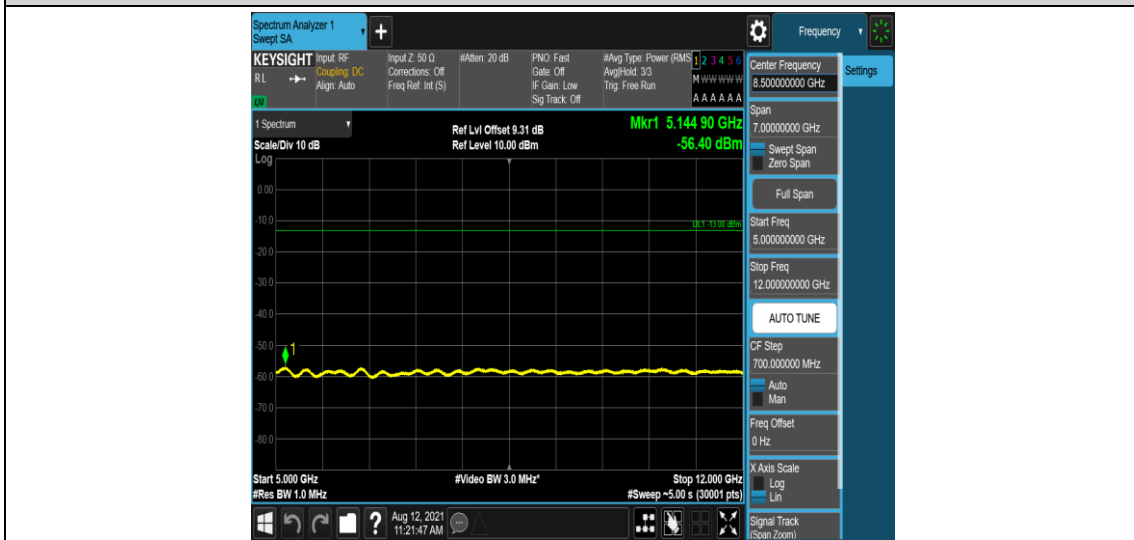 Spectrum Analyzer 1
Swept SA
+
Frequency
KEYSIGHT
RL
LXI
Input: RF
Coupling: DC
Align: Auto
Input Z: 50 Ω
Corrections: Off
Freq Ref: Int (S)
#Atten: 20 dB
PNO: Fast
Gate: Off
IF Gain: Low
Sig Track: Off
#Avg Type: Power (RMS
Avg|Hold: 3/3
Trig: Free Run
1 2 3 4 5 6
M W W W W W
A A A A A A
1 Spectrum
Scale/Div 10 dB
Ref Lvl Offset 9.31 dB
Ref Level 10.00 dBm
Mkr1 5.144 90 GHz
-56.40 dBm
Log
0.00
-10.0
DL1 -13.00 dBm
-20.0
-30.0
-40.0
-50.0
1
-60.0
-70.0
-80.0
Start 5.000 GHz
#Res BW 1.0 MHz
#Video BW 3.0 MHz*
Stop 12.000 GHz
#Sweep ~5.00 s (30001 pts)
?
Aug 12, 2021
11:21:47 AM
Center Frequency
8.500000000 GHz
Settings
Span
7.00000000 GHz
Swept Span
Zero Span
Full Span
Start Freq
5.000000000 GHz
Stop Freq
12.000000000 GHz
AUTO TUNE
CF Step
700.000000 MHz
Auto
Man
Freq Offset
0 Hz
X Axis Scale
Log
Lin
Signal Track
(Span Zoom)